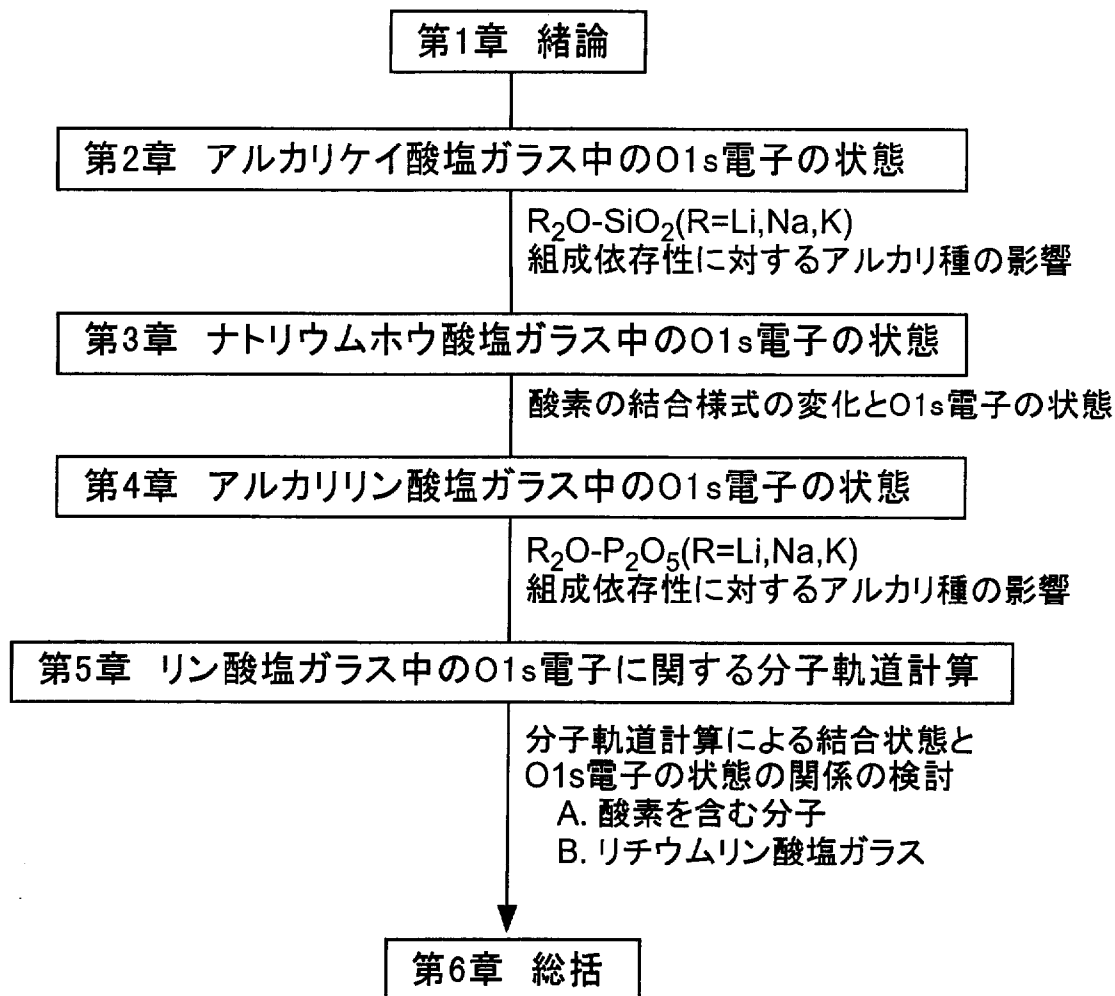 第1章 緒論
第2章 アルカリケイ酸塩ガラス中のO1s電子の状態
R₂O-SiO₂(R=Li,Na,K)
組成依存性に対するアルカリ種の影響
第3章 ナトリウムホウ酸塩ガラス中のO1s電子の状態
酸素の結合様式の変化とO1s電子の状態
第4章 アルカリリン酸塩ガラス中のO1s電子の状態
R₂O-P₂O₅(R=Li,Na,K)
組成依存性に対するアルカリ種の影響
第5章 リン酸塩ガラス中のO1s電子に関する分子軌道計算
分子軌道計算による結合状態と
O1s電子の状態の関係の検討
A. 酸素を含む分子
B. リチウムリン酸塩ガラス
第6章 総括